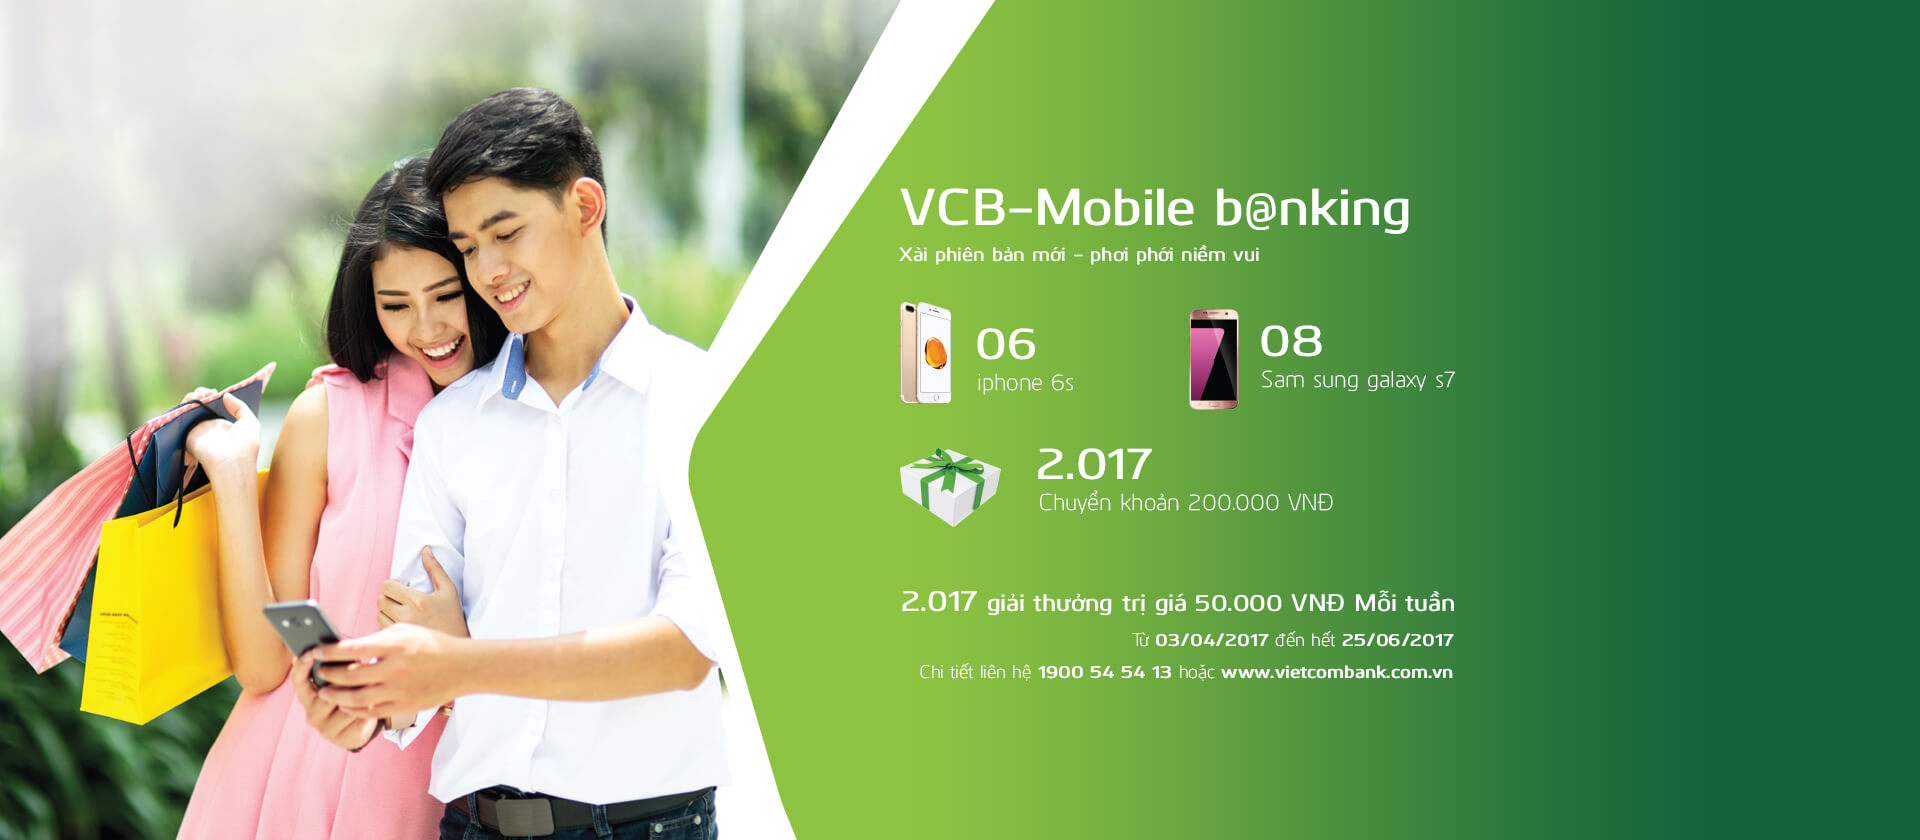 VCB-Mobile b@nking
Xài phiên bản mới - phơi phới niềm vui
06
iphone 6s
08
Sam sung galaxy s7
2.017
Chuyển khoản 200.000 VNĐ
2.017 giải thưởng trị giá 50.000 VNĐ Mỗi tuần
Từ 03/04/2017 đến hết 25/06/2017
Chi tiết liên hệ 1900 54 54 13 hoặc www.vietcombank.com.vn